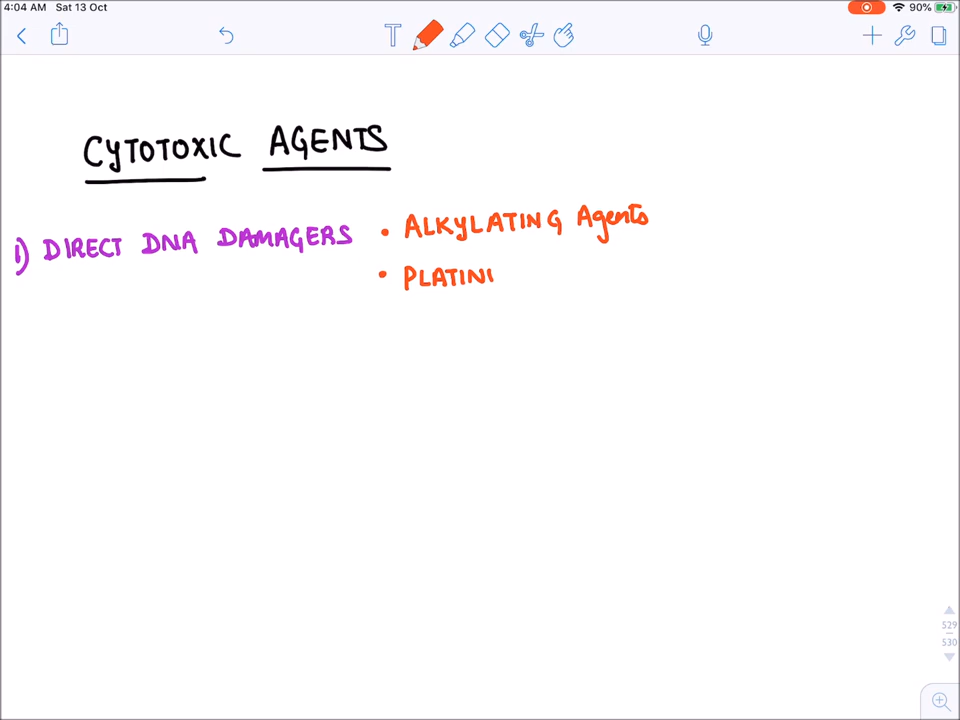 4:04 AM Sat 13 Oct 90%
T
CYTOTOXIC AGENTS
1) DIRECT DNA DAMAGERS • ALKYLATING Agents
• PLATINI
529
530